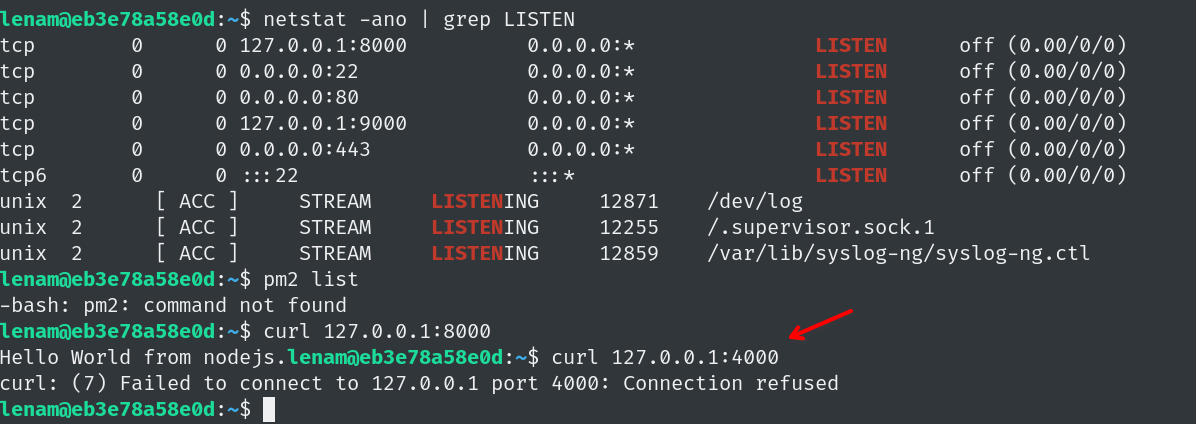 lenam@eb3e78a58e0d:~$ netstat -ano | grep LISTEN
tcp        0      0 127.0.0.1:8000          0.0.0.0:*               LISTEN      off (0.00/0/0)
tcp        0      0 0.0.0.0:22              0.0.0.0:*               LISTEN      off (0.00/0/0)
tcp        0      0 0.0.0.0:80              0.0.0.0:*               LISTEN      off (0.00/0/0)
tcp        0      0 127.0.0.1:9000          0.0.0.0:*               LISTEN      off (0.00/0/0)
tcp        0      0 0.0.0.0:443             0.0.0.0:*               LISTEN      off (0.00/0/0)
tcp6       0      0 :::22                   :::*                    LISTEN      off (0.00/0/0)
unix  2      [ ACC ]     STREAM     LISTENING     12871    /dev/log
unix  2      [ ACC ]     STREAM     LISTENING     12255    /.supervisor.sock.1
unix  2      [ ACC ]     STREAM     LISTENING     12859    /var/lib/syslog-ng/syslog-ng.ctl
lenam@eb3e78a58e0d:~$ pm2 list
-bash: pm2: command not found
lenam@eb3e78a58e0d:~$ curl 127.0.0.1:8000
Hello World from nodejs.lenam@eb3e78a58e0d:~$ curl 127.0.0.1:4000
curl: (7) Failed to connect to 127.0.0.1 port 4000: Connection refused
lenam@eb3e78a58e0d:~$